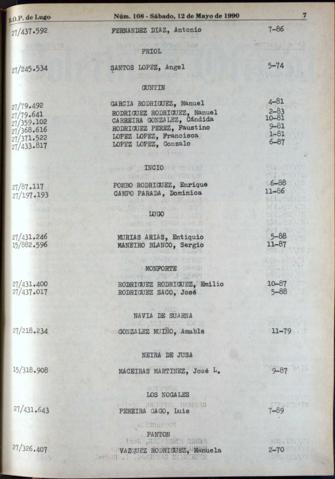 B.O.P. de Lugo Núm. 108 - Sábado, 12 de Mayo de 1990 7
27/437.592 FERNANDEZ DIAZ, Antonio 7-86
FRIOL
27/245.534 SANTOS LOPEZ, Angel 5-74
GUNTIN
27/79.492 GARCIA RODRIGUEZ, Manuel 4-81
27/79.641 RODRIGUEZ RODRIGUEZ, Manuel 2-83
27/359.102 CARREIRA GONZALEZ, Cándida 10-81
27/368.616 RODRIGUEZ PEREZ, Faustino 9-81
27/371.522 LOPEZ LOPEZ, Francisca 1-81
27/433.817 LOPEZ LOPEZ, Gonzalo 6-87
INCIO
27/87.117 POMBO RODRIGUEZ, Enrique 6-88
27/197.193 CAMPO PARADA, Dominica 11-86
LUGO
27/431.246 MURIAS ARIAS, Eutiquio 5-88
15/882.596 MANEIRO BLANCO, Sergio 11-87
MONFORTE
27/431.400 RODRIGUEZ RODRIGUEZ, Emilio 10-87
27/437.017 RODRIGUEZ SACO, José 5-88
NAVIA DE SUARNA
27/218.234 GONZALEZ MUIÑO, Amable 11-79
NEIRA DE JUSA
15/318.908 MACEIRAS MARTINEZ, José L. 9-87
LOS NOGALES
27/431.643 PEREIRA GAGO, Luis 7-89
PANTON
27/326.407 VAZQUEZ RODRIGUEZ, Manuela 2-70